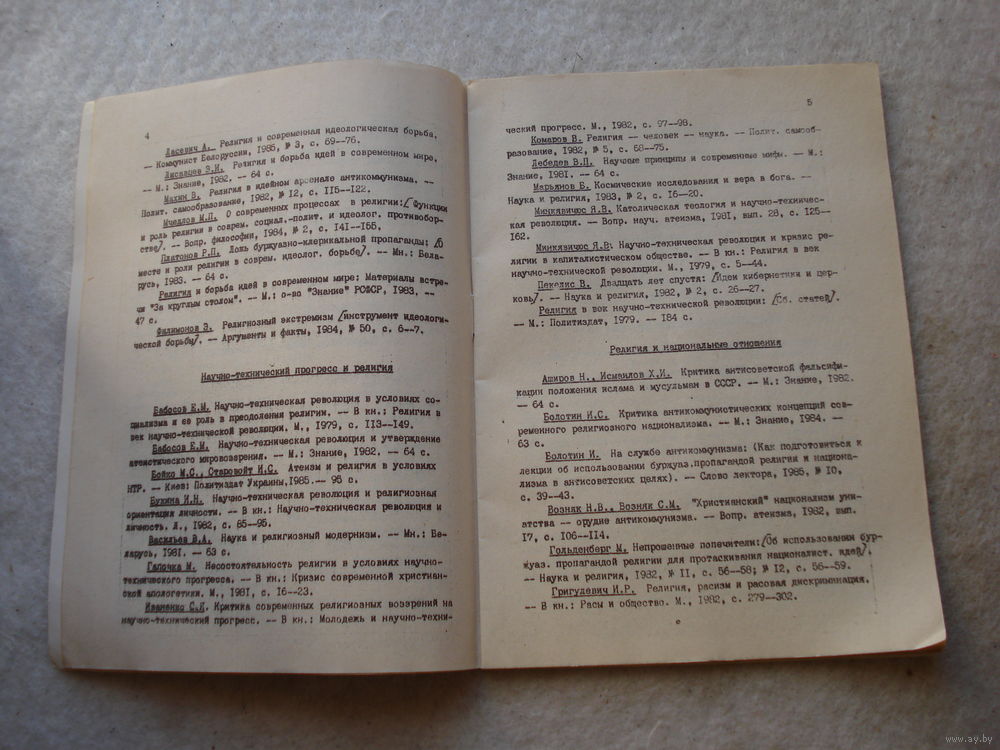 4
Ласевич А. Религия и современная идеологическая борьба,
— Коммунист Белоруссии, 1985, № 3, с. 69—76.
Лисавцев Э.И. Религия и борьба идей в современном мире,
— М.: Знание, 1982. — 64 с.
Махин В. Религия в идейном арсенале антикоммунизма. —
Полит. самообразование, 1982, № 12, с. 115—122.
Мчедлов М.П. О современных процессах в религии: [Функции
и роль религии в соврем. социал.-полит. и идеолог. противобор-
стве]. — Вопр. философии, 1984, № 2, с. 141—155.
Платонов Р.П. Ложь буржуазно-клерикальной пропаганды: [О
месте и роли религии в соврем. идеолог. борьбе]. — Мн.: Бела-
русь, 1983. — 64 с.
Религия и борьба идей в современном мире: Материалы встре-
чи "За круглым столом". — М.: о-во "Знание" РСФСР, 1983. —
47 с.
Филимонов Э. Религиозный экстремизм [инструмент идеологи-
ческой борьбы]. — Аргументы и факты, 1984, № 50, с. 6—7.
Научно-технический прогресс и религия
Бабосов Е.М. Научно-техническая революция в условиях со-
циализма и ее роль в преодолении религии. — В кн.: Религия в
век научно-технической революции. М., 1979, с. 113—149.
Бабосов Е.М. Научно-техническая революция и утверждение
атеистического мировоззрения. — М.: Знание, 1982. — 64 с.
Бойко М.С., Старовойт И.С. Атеизм и религия в условиях
НТР. — Киев: Политиздат Украины,1985.— 95 с.
Букина И.Н. Научно-техническая революция и религиозная
ориентация личности. — В кн.: Научно-техническая революция и
личность. Л., 1982, с. 85—95.
Васильев В.А. Наука и религиозный модернизм. — Мн.: Бе-
ларусь, 1981. — 63 с.
Галочка М. Несостоятельность религии в условиях научно-
технического прогресса. — В кн.: Кризис современной христиан-
ской апологетики. М., 1981, с. 16—23.
Иваненко С.И. Критика современных религиозных воззрений на
научно-технический прогресс. — В кн.: Молодежь и научно-техни-
5
ческий прогресс. М., 1982, с. 97—98.
Комаров В. Религия — человек — наука. — Полит. самооб-
разование, 1982, № 5, с. 68—75.
Лебедев В.П. Научные принципы и современные мифы. — М.:
Знание, 1981. — 64 с.
Марьянов Б. Космические исследования и вера в бога. —
Наука и религия, 1983, № 2, с. 16—20.
Минкявичюс Я.В. Католическая теология и научно-техничес-
кая революция. — Вопр. науч. атеизма, 1981, вып. 28, с. 125—
162.
Минкявичюс Я.В. Научно-техническая революция и кризис ре-
лигии в капиталистическом обществе. — В кн.: Религия в век
научно-технической революции. М., 1979, с. 5—44.
Пекелис В. Двадцать лет спустя: [Идеи кибернетики и цер-
ковь]. — Наука и религия, 1982, № 2, с. 26—27.
Религия в век научно-технической революции: [Сб. статей].
— М.: Политиздат, 1979. — 184 с.
Религия и национальные отношения
Аширов Н., Исмаилов Х.И. Критика антисоветской фальсифи-
кации положения ислама и мусульман в СССР. — М.: Знание, 1982.
— 64 с.
Болотин И.С. Критика антикоммунистических концепций сов-
ременного религиозного национализма. — М.: Знание, 1984. —
63 с.
Болотин И. На службе антикоммунизма: (Как подготовиться к
лекции об использовании буржуаз.пропагандой религии и национа-
лизма в антисоветских целях). — Слово лектора, 1985, № 10,
с. 39—43.
Возняк Н.В., Возняк С.М. "Христианский" национализм уни-
атства — орудие антикоммунизма. — Вопр. атеизма, 1982, вып.
17, с. 106—114.
Гольденберг М. Непрошенные попечители: [Об использовании бур-
жуаз. пропагандой религии для протаскивания националист. идей].
— Наука и религия, 1982, № 11, с. 56—58; № 12, с. 56—59.
Григулевич И.Р. Религия, расизм и расовая дискриминация.
— В кн.: Расы и общество. М., 1982, с. 279—302.
www.ay.by